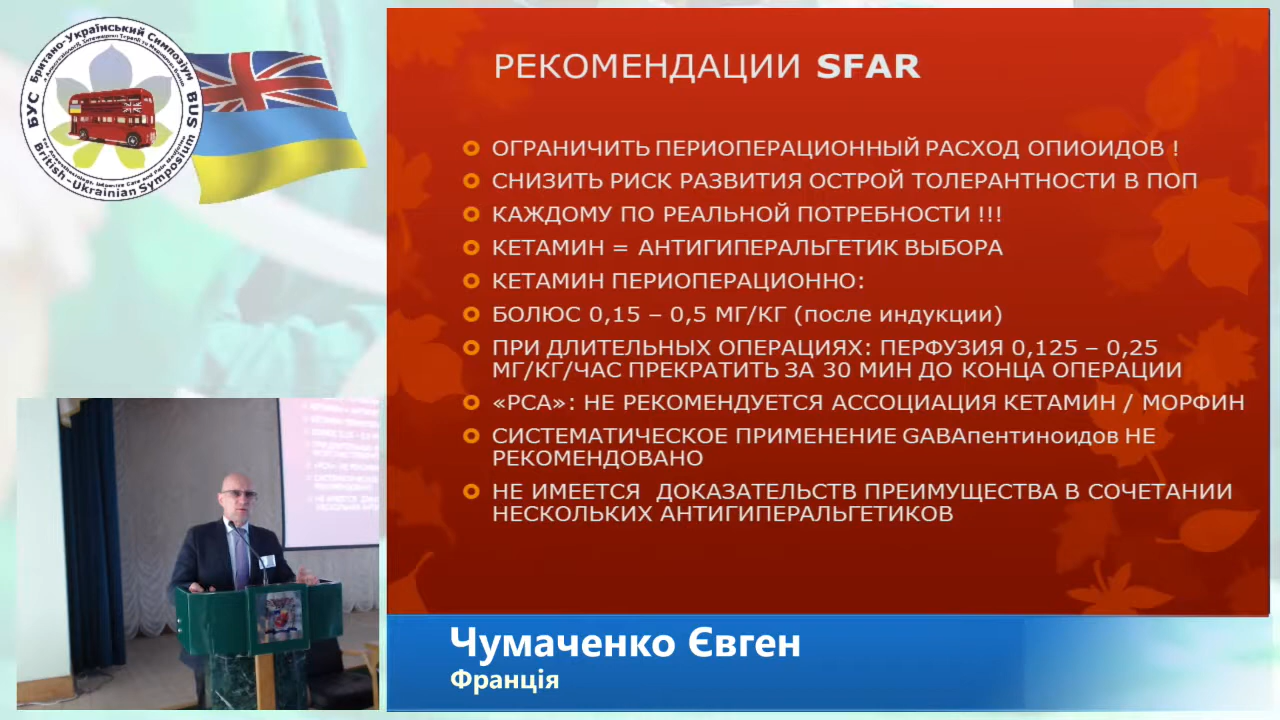 Британо-Український Симпозіум
БУС
BUS
British-Ukrainian Symposium
РЕКОМЕНДАЦИИ SFAR
ОГРАНИЧИТЬ ПЕРИОПЕРАЦИОННЫЙ РАСХОД ОПИОИДОВ !
СНИЗИТЬ РИСК РАЗВИТИЯ ОСТРОЙ ТОЛЕРАНТНОСТИ В ПОП
КАЖДОМУ ПО РЕАЛЬНОЙ ПОТРЕБНОСТИ !!!
КЕТАМИН = АНТИГИПЕРАЛЬГЕТИК ВЫБОРА
КЕТАМИН ПЕРИОПЕРАЦИОННО:
БОЛЮС 0,15 – 0,5 МГ/КГ (после индукции)
ПРИ ДЛИТЕЛЬНЫХ ОПЕРАЦИЯХ: ПЕРФУЗИЯ 0,125 – 0,25
МГ/КГ/ЧАС ПРЕКРАТИТЬ ЗА 30 МИН ДО КОНЦА ОПЕРАЦИИ
«PCA»: НЕ РЕКОМЕНДУЕТСЯ АССОЦИАЦИЯ КЕТАМИН / МОРФИН
СИСТЕМАТИЧЕСКОЕ ПРИМЕНЕНИЕ GABAпентиноидов НЕ
РЕКОМЕНДОВАНО
НЕ ИМЕЕТСЯ ДОКАЗАТЕЛЬСТВ ПРЕИМУЩЕСТВА В СОЧЕТАНИИ
НЕСКОЛЬКИХ АНТИГИПЕРАЛЬГЕТИКОВ
Чумаченко Євген
Франція